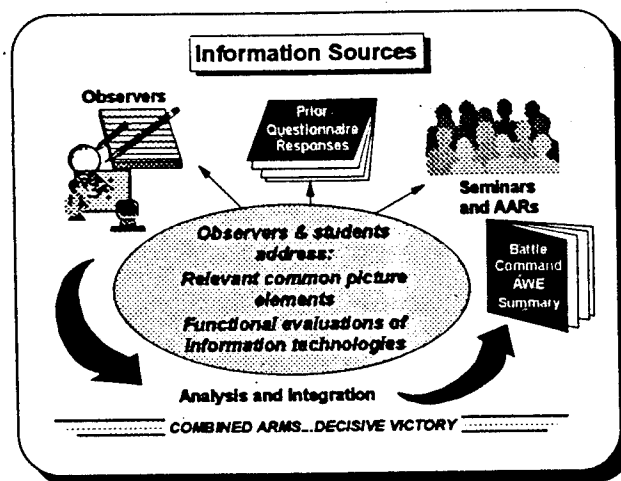 Information Sources
Observers
Prior
Questionnaire
Responses
Seminars
and AARs
Observers & students
address:
Relevant common picture
elements
Functional evaluations of
Information technologies
Battle
Command
AWE
Summary
Analysis and Integration
COMBINED ARMS...DECISIVE VICTORY